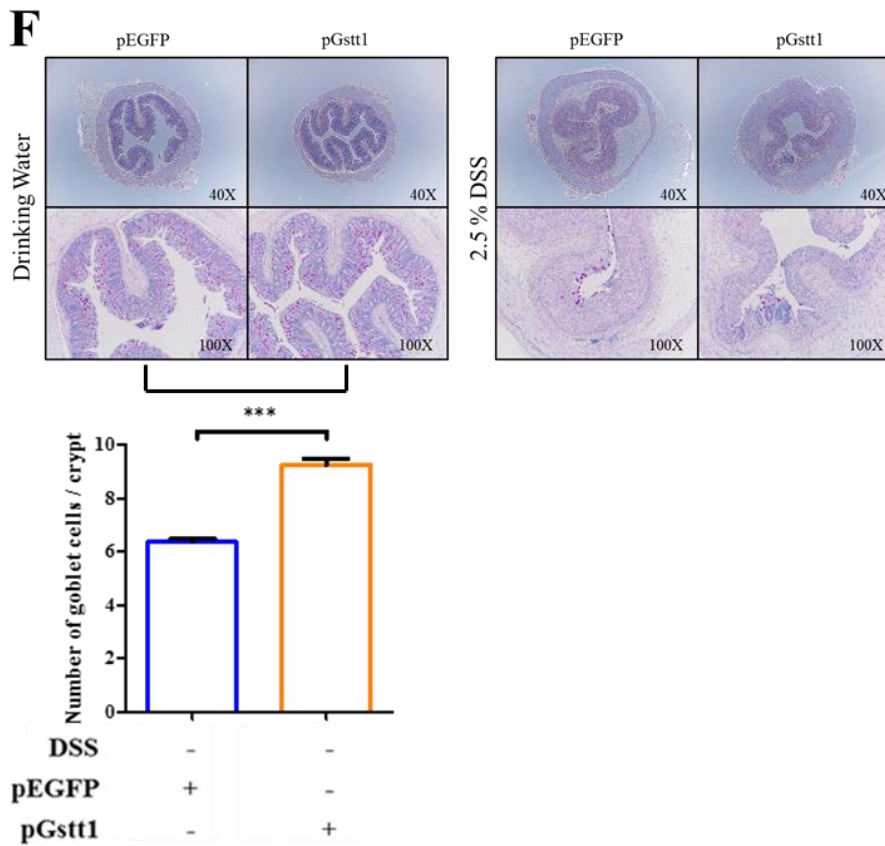 F
pEGFP pGstt1 pEGFP pGstt1
Drinking Water
40X 40X
2.5 % DSS
40X 40X
100X 100X 100X 100X
***
Number of goblet cells / crypt
10
8
6
4
2
0
DSS - -
pEGFP + -
pGstt1 - +